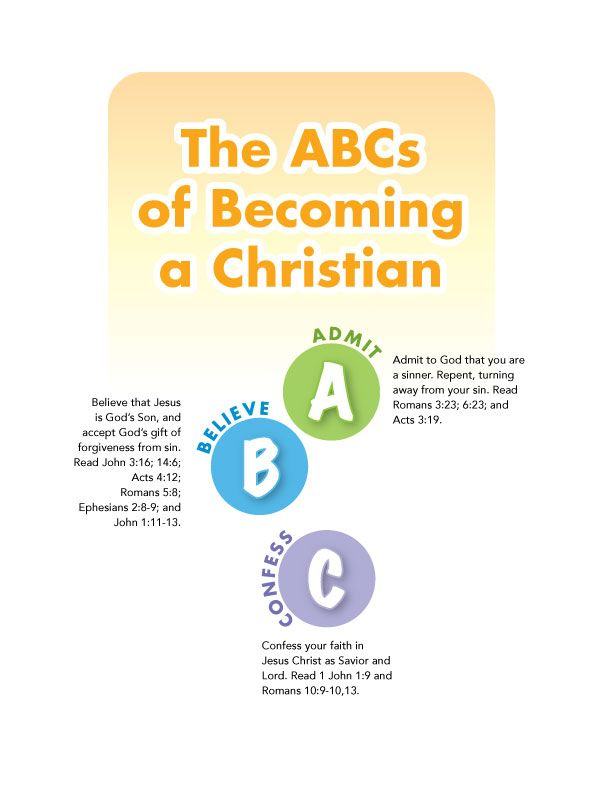 The ABCs
of Becoming
a Christian
ADMIT
A
Admit to God that you are
a sinner. Repent, turning
away from your sin. Read
Romans 3:23; 6:23; and
Acts 3:19.
BELIEVE
B
Believe that Jesus
is God's Son, and
accept God's gift of
forgiveness from sin.
Read John 3:16; 14:6;
Acts 4:12;
Romans 5:8;
Ephesians 2:8-9; and
John 1:11-13.
CONFESS
C
Confess your faith in
Jesus Christ as Savior and
Lord. Read 1 John 1:9 and
Romans 10:9-10,13.